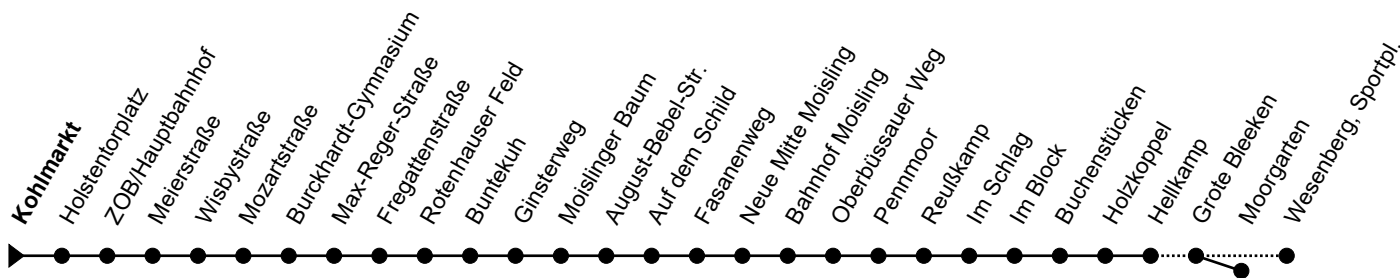 Kohlmarkt
Holstentorplatz
ZOB/Hauptbahnhof
Meierstraße
Wisbystraße
Mozartstraße
Burckhardt-Gymnasium
Max-Reger-Straße
Fregattenstraße
Rotenhauser Feld
Buntekuh
Ginsterweg
Moislinger Baum
August-Bebel-Str.
Auf dem Schild
Fasanenweg
Neue Mitte Moisling
Bahnhof Moisling
Oberbüssauer Weg
Pennmoor
Reußkamp
Im Schlag
Im Block
Buchenstücken
Holzkoppel
Hellkamp
Grote Bleeken
Moorgarten
Wesenberg, Sportpl.